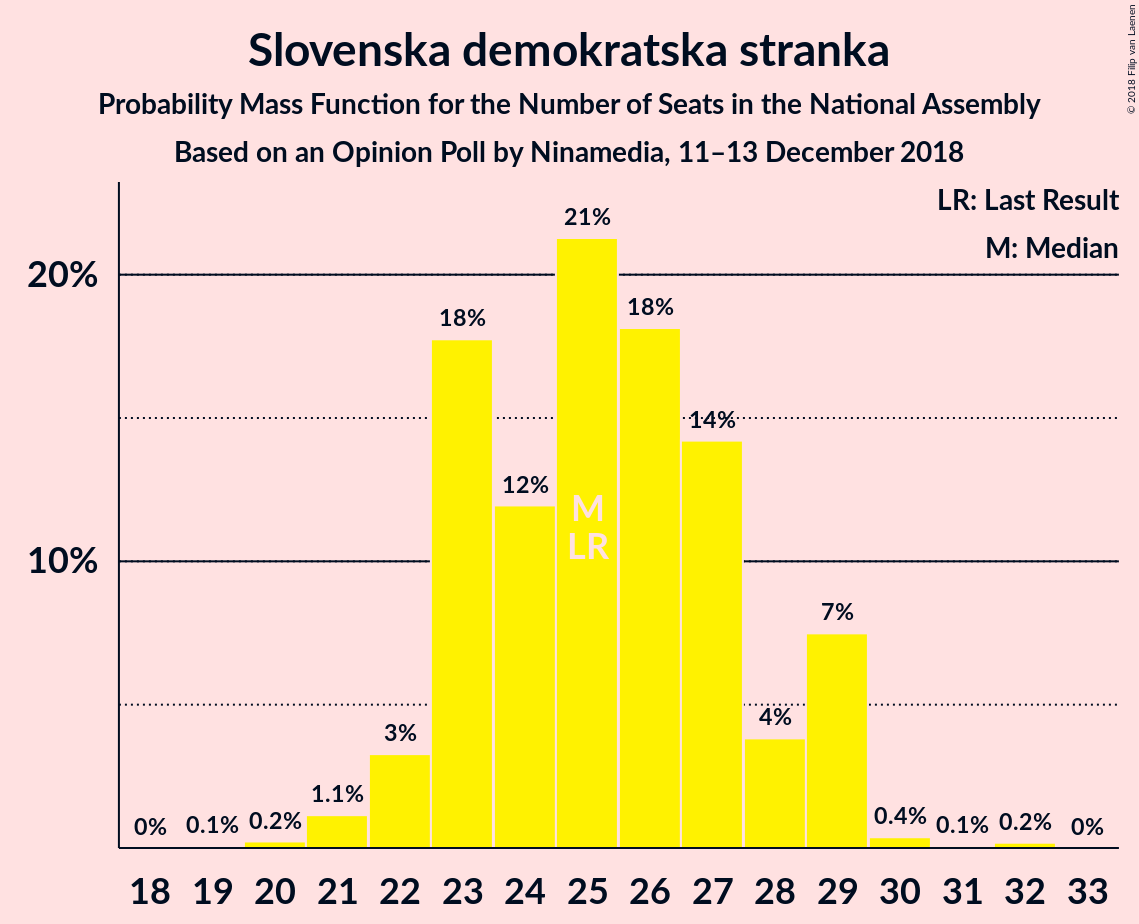 Slovenska demokratska stranka
Probability Mass Function for the Number of Seats in the National Assembly
Based on an Opinion Poll by Ninamedia, 11–13 December 2018
© 2018 Filip van Laenen
LR: Last Result
M: Median
20%
10%
0%
0.1%
0.2%
1.1%
3%
18%
12%
21%
18%
14%
4%
7%
0.4%
0.1%
0.2%
0%
M
LR
18 19 20 21 22 23 24 25 26 27 28 29 30 31 32 33